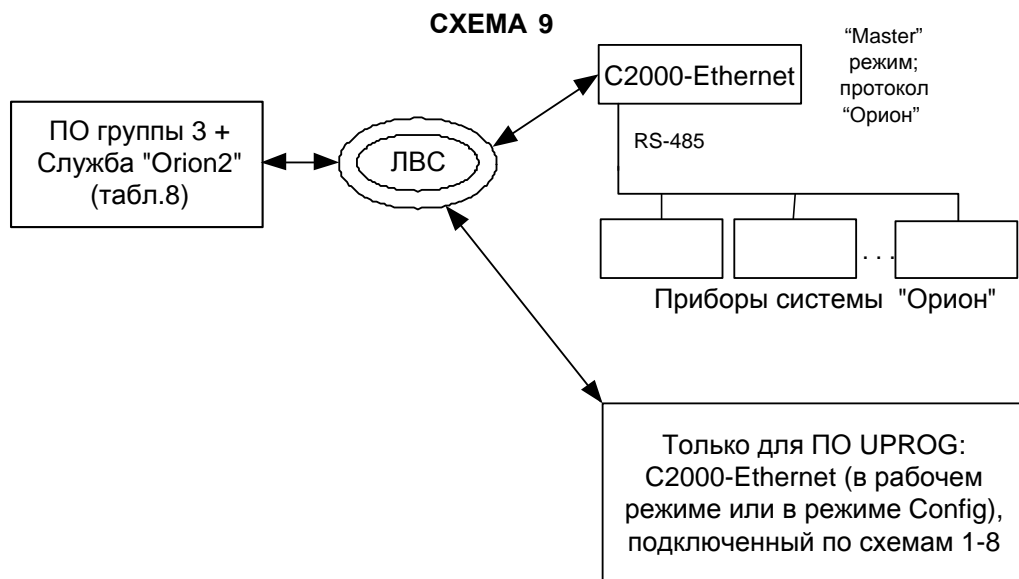 СХЕМА 9
“Master”
режим;
протокол
“Орион”
С2000-Ethernet
ПО группы 3 +
Служба "Orion2"
(табл.8)
ЛВС
RS-485
. . .
Приборы системы "Орион"
Только для ПО UPROG:
С2000-Ethernet (в рабочем
режиме или в режиме Config),
подключенный по схемам 1-8